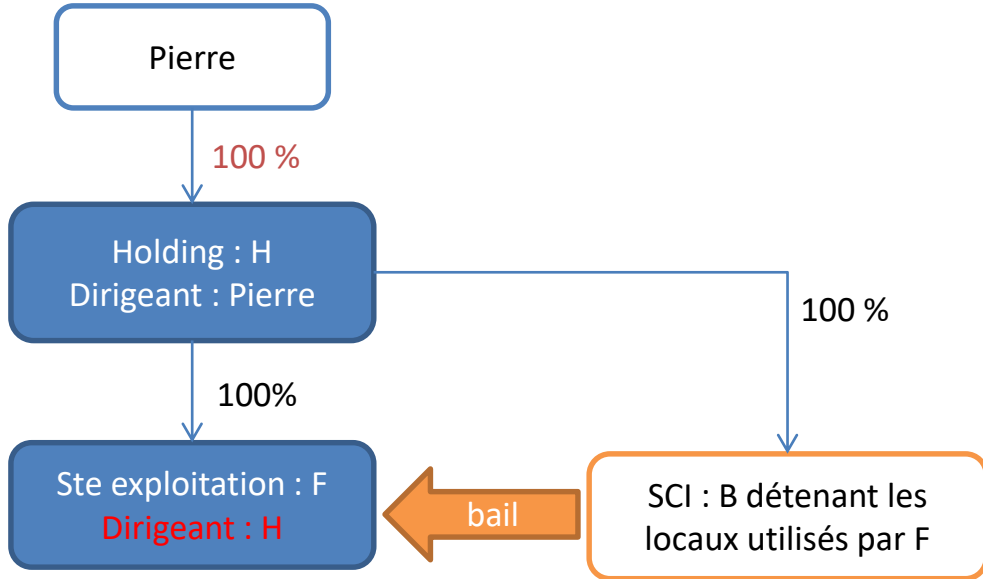 Pierre
100 %
Holding : H
Dirigeant : Pierre
100 %
100%
Ste exploitation : F
Dirigeant : H
bail
SCI : B détenant les
locaux utilisés par F